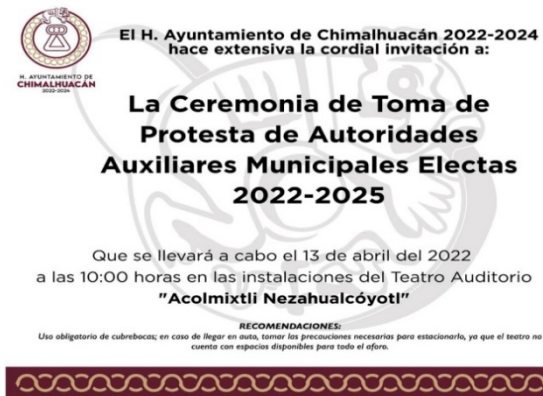 El H. Ayuntamiento de Chimalhuacán 2022-2024
hace extensiva la cordial invitación a:
H. AYUNTAMIENTO DE
CHIMALHUACÁN
2022-2024
La Ceremonia de Toma de
Protesta de Autoridades
Auxiliares Municipales Electas
2022-2025
Que se llevará a cabo el 13 de abril del 2022
a las 10:00 horas en las instalaciones del Teatro Auditorio
"Acolmixtli Nezahualcóyotl"
RECOMENDACIONES:
Uso obligatorio de cubrebocas; en caso de llegar en auto, tomar las precauciones necesarias para estacionarlo, ya que el teatro no
cuenta con espacios disponibles para todo el aforo.